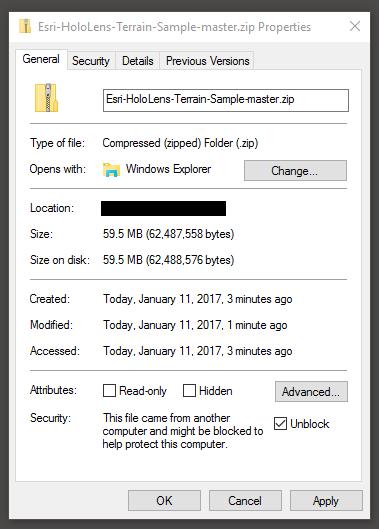 Esri-HoloLens-Terrain-Sample-master.zip Properties
General Security Details Previous Versions
Esri-HoloLens-Terrain-Sample-master.zip
Type of file: Compressed (zipped) Folder (.zip)
Opens with: Windows Explorer Change...
Location:
Size: 59.5 MB (62,487,558 bytes)
Size on disk: 59.5 MB (62,488,576 bytes)
Created: Today, January 11, 2017, 3 minutes ago
Modified: Today, January 11, 2017, 1 minute ago
Accessed: Today, January 11, 2017, 3 minutes ago
Attributes: Read-only Hidden Advanced...
Security: This file came from another
computer and might be blocked to
help protect this computer.
Unblock
OK Cancel Apply